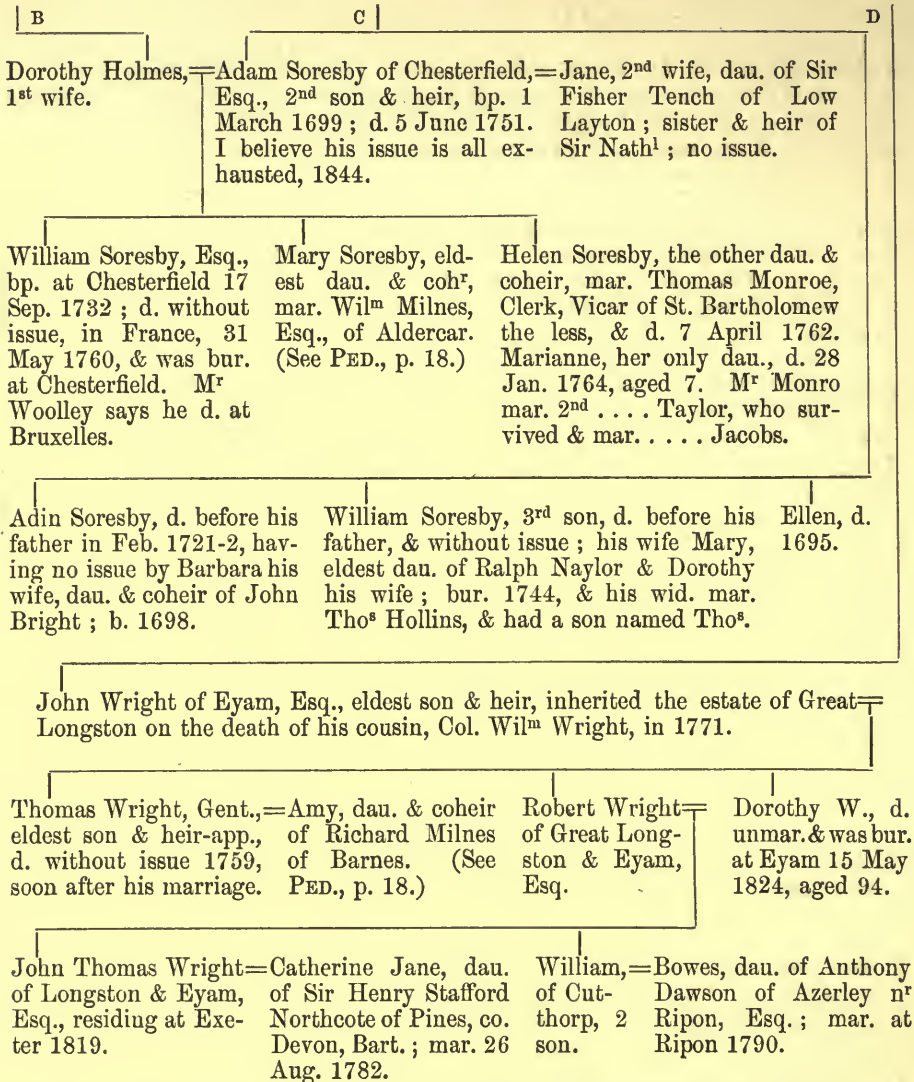 B C D
Dorothy Holmes,
1st wife.
Adam Soresby of Chesterfield,
Esq., 2nd son & heir, bp. 1
March 1699 ; d. 5 June 1751.
I believe his issue is all ex-
hausted, 1844.
=Jane, 2nd wife, dau. of Sir
Fisher Tench of Low
Layton ; sister & heir of
Sir Nathl ; no issue.
William Soresby, Esq.,
bp. at Chesterfield 17
Sep. 1732 ; d. without
issue, in France, 31
May 1760, & was bur.
at Chesterfield. Mr
Woolley says he d. at
Bruxelles.
Mary Soresby, eld-
est dau. & cohr,
mar. Wilm Milnes,
Esq., of Aldercar.
(See PED., p. 18.)
Helen Soresby, the other dau. &
coheir, mar. Thomas Monroe,
Clerk, Vicar of St. Bartholomew
the less, & d. 7 April 1762.
Marianne, her only dau., d. 28
Jan. 1764, aged 7. Mr Monro
mar. 2nd . . . . Taylor, who sur-
vived & mar. . . . . Jacobs.
Adin Soresby, d. before his
father in Feb. 1721-2, hav-
ing no issue by Barbara his
wife, dau. & coheir of John
Bright ; b. 1698.
William Soresby, 3rd son, d. before his
father, & without issue ; his wife Mary,
eldest dau. of Ralph Naylor & Dorothy
his wife ; bur. 1744, & his wid. mar.
Thos Hollins, & had a son named Thos.
Ellen, d.
1695.
John Wright of Eyam, Esq., eldest son & heir, inherited the estate of Great=
Longston on the death of his cousin, Col. Wilm Wright, in 1771.
Thomas Wright, Gent.,
eldest son & heir-app.,
d. without issue 1759,
soon after his marriage.
=Amy, dau. & coheir
of Richard Milnes
of Barnes. (See
PED., p. 18.)
Robert Wright=
of Great Long-
ston & Eyam,
Esq.
Dorothy W., d.
unmar. & was bur.
at Eyam 15 May
1824, aged 94.
John Thomas Wright
of Longston & Eyam,
Esq., residing at Exe-
ter 1819.
=Catherine Jane, dau.
of Sir Henry Stafford
Northcote of Pines, co.
Devon, Bart. ; mar. 26
Aug. 1782.
William,
of Cut-
thorp, 2
son.
=Bowes, dau. of Anthony
Dawson of Azerley nr
Ripon, Esq. ; mar. at
Ripon 1790.